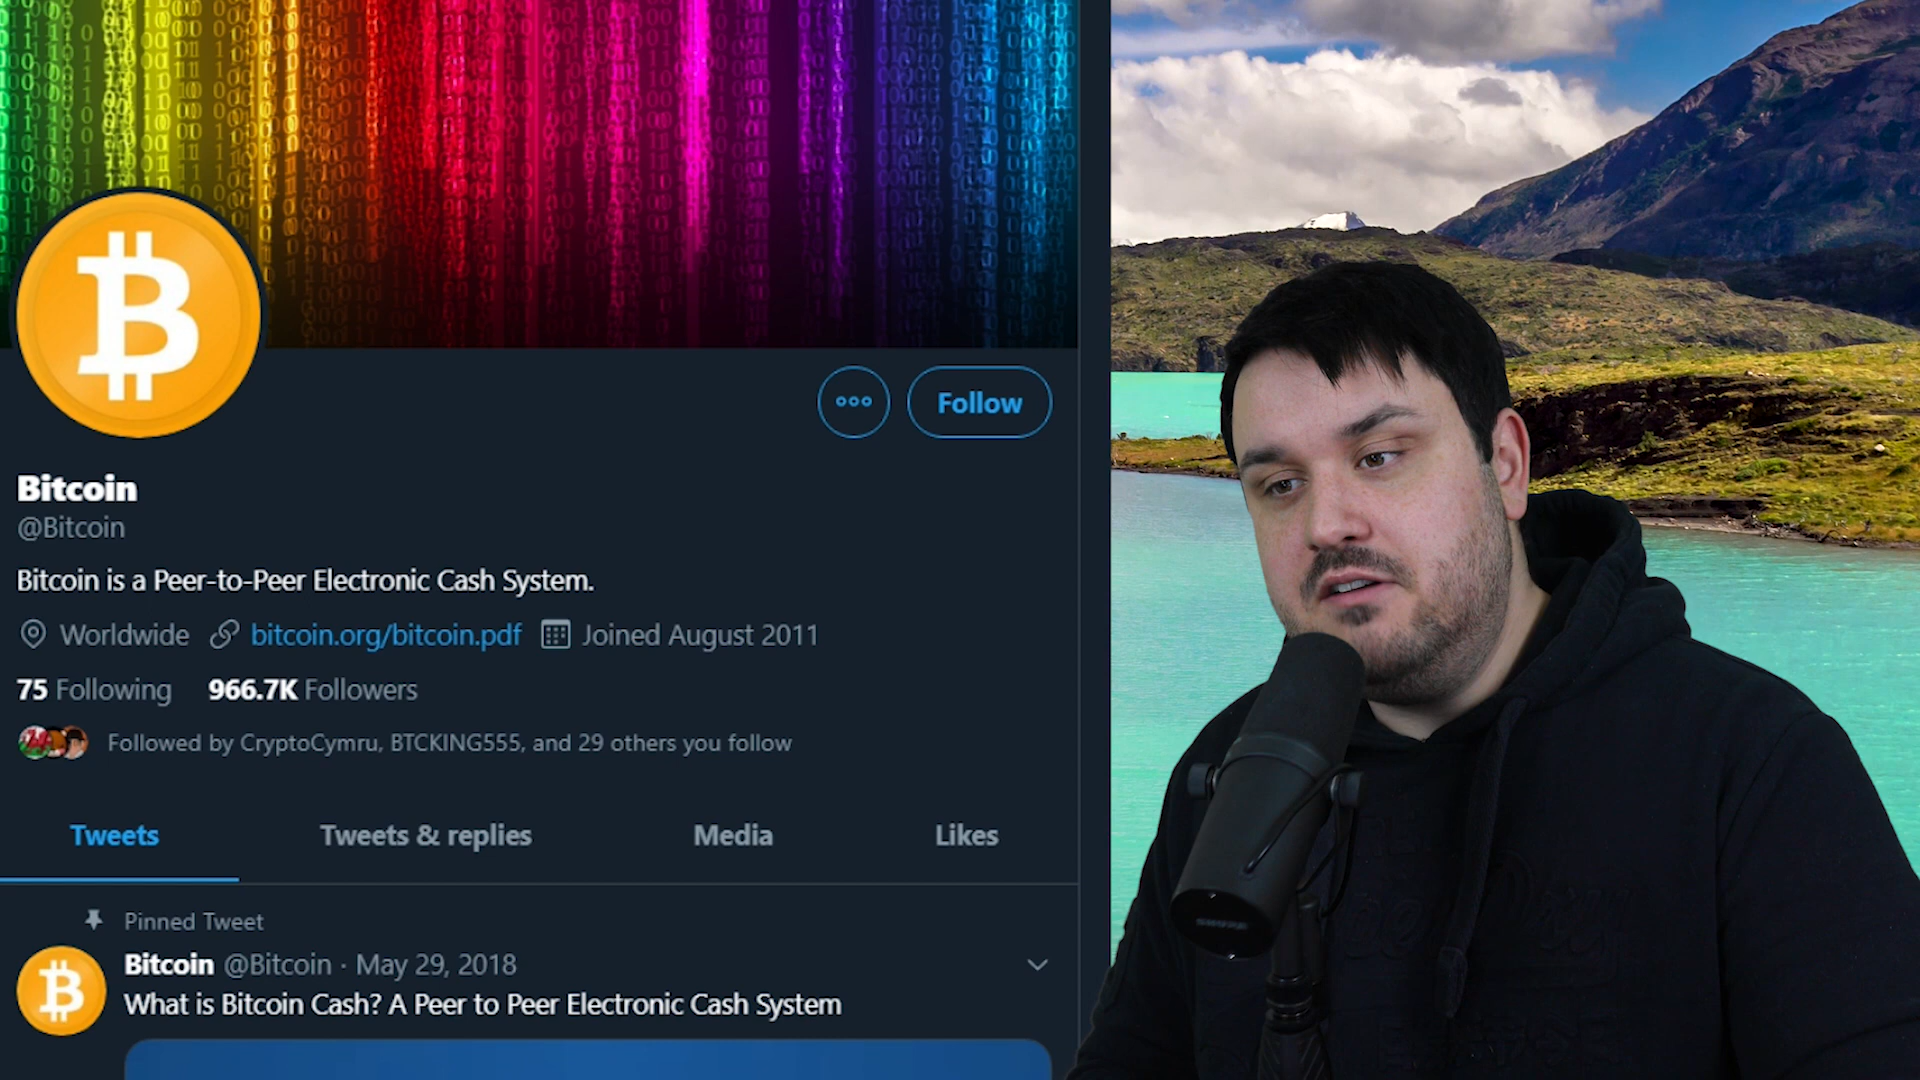 Follow
Bitcoin
@Bitcoin
Bitcoin is a Peer-to-Peer Electronic Cash System.
Worldwide bitcoin.org/bitcoin.pdf Joined August 2011
75 Following 966.7K Followers
Followed by CryptoCymru, BTCKING555, and 29 others you follow
Tweets Tweets & replies Media Likes
Pinned Tweet
Bitcoin @Bitcoin · May 29, 2018
What is Bitcoin Cash? A Peer to Peer Electronic Cash System
SHURE